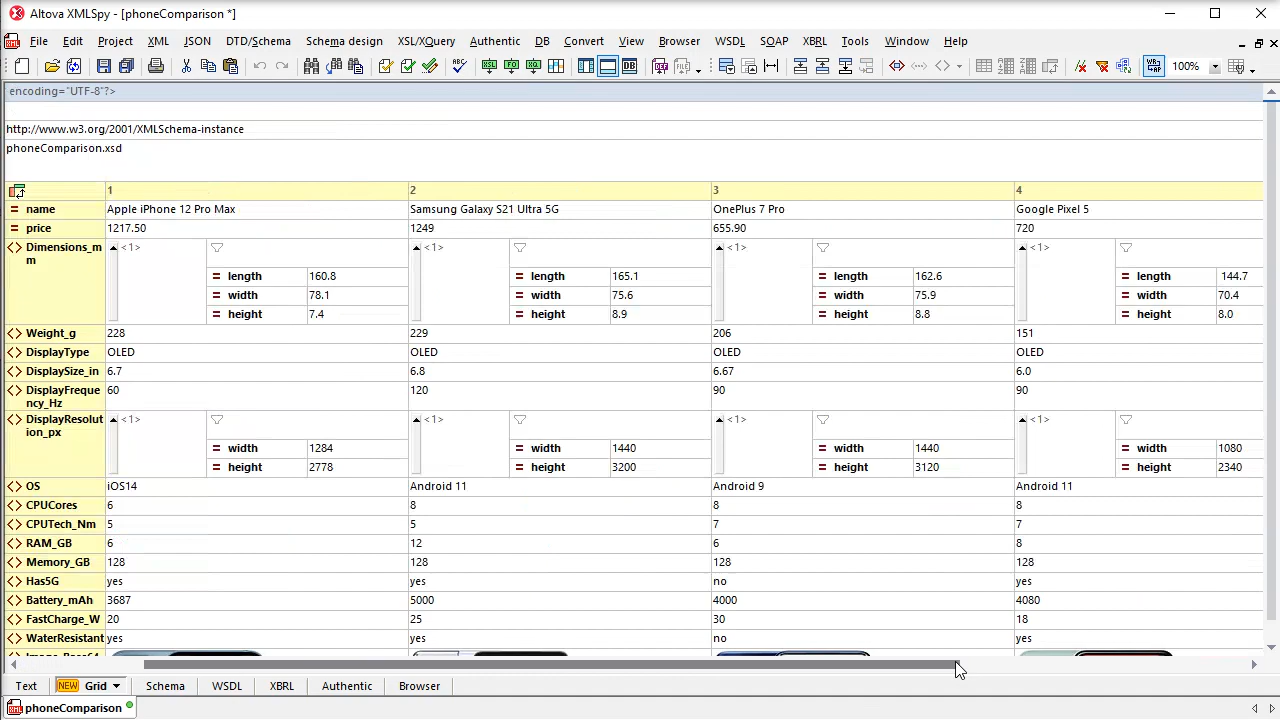 Altova XMLSpy - [phoneComparison *]
File Edit Project XML JSON DTD/Schema Schema design XSL/XQuery Authentic DB Convert View Browser WSDL SOAP XBRL Tools Window Help
100%
encoding="UTF-8"?>
http://www.w3.org/2001/XMLSchema-instance
phoneComparison.xsd
1 2 3 4
name Apple iPhone 12 Pro Max Samsung Galaxy S21 Ultra 5G OnePlus 7 Pro Google Pixel 5
price 1217.50 1249 655.90 720
Dimensions_m <1> <1> <1> <1>
m
length 160.8 length 165.1 length 162.6 length 144.7
width 78.1 width 75.6 width 75.9 width 70.4
height 7.4 height 8.9 height 8.8 height 8.0
Weight_g 228 229 206 151
DisplayType OLED OLED OLED OLED
DisplaySize_in 6.7 6.8 6.67 6.0
DisplayFreque 60 120 90 90
ncy_Hz
DisplayResolut <1> <1> <1> <1>
ion_px
width 1284 width 1440 width 1440 width 1080
height 2778 height 3200 height 3120 height 2340
OS iOS14 Android 11 Android 9 Android 11
CPUCores 6 8 8 8
CPUTech_Nm 5 5 7 7
RAM_GB 6 12 6 8
Memory_GB 128 128 128 128
Has5G yes yes no yes
Battery_mAh 3687 5000 4000 4080
FastCharge_W 20 25 30 18
WaterResistant yes yes no yes
Image_Base64
Text NEW Grid Schema WSDL XBRL Authentic Browser
phoneComparison